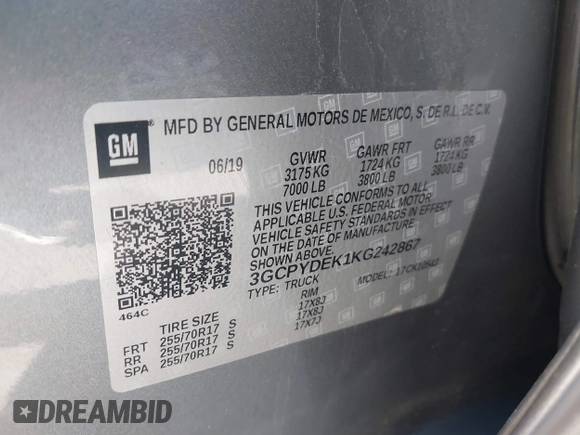 GM
MFD BY GENERAL MOTORS DE MEXICO, S. DE R.L. DE C.V.
06/19
GVWR GAWR FRT GAWR RR
3175 KG 1724 KG 1724 KG
7000 LB 3800 LB 3800 LB
THIS VEHICLE CONFORMS TO ALL
APPLICABLE U.S. FEDERAL MOTOR
VEHICLE SAFETY STANDARDS IN EFFECT
ON THE DATE OF MANUFACTURE
SHOWN ABOVE.
3GCPYDEK1KG242867
TYPE: TRUCK MODEL:
464C
TIRE SIZE RIM
FRT 255/70R17 S 17X8J
RR 255/70R17 S 17X8J
SPA 255/70R17 S 17X7J
DREAMBID